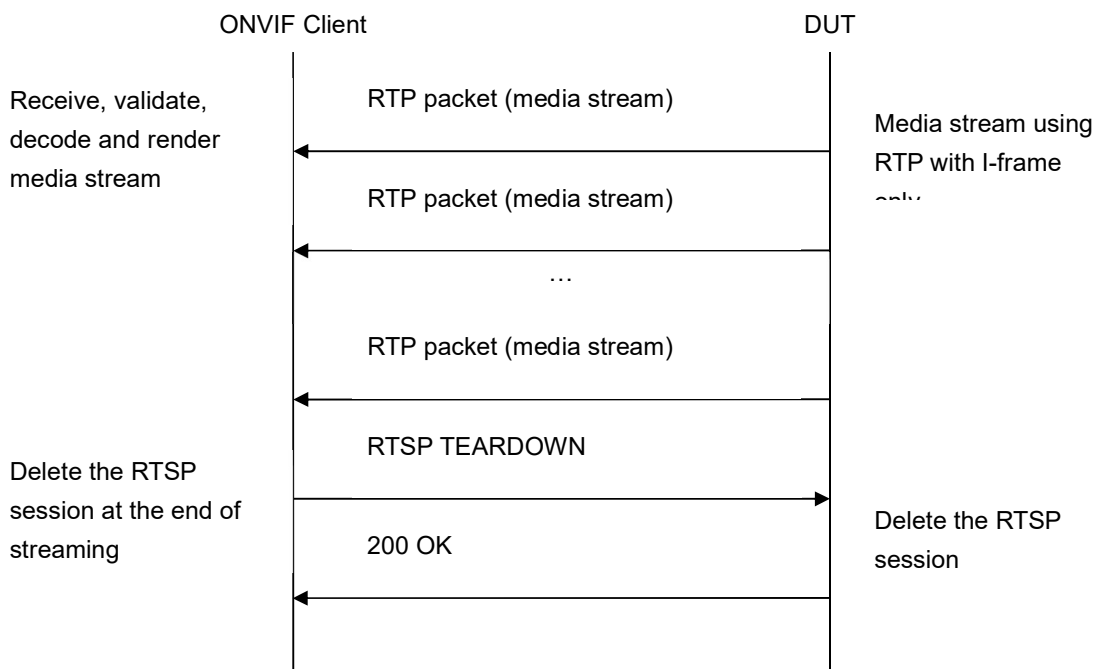 ONVIF Client
DUT
Receive, validate,
decode and render
media stream
RTP packet (media stream)
Media stream using
RTP with I-frame
RTP packet (media stream)
…
RTP packet (media stream)
RTSP TEARDOWN
Delete the RTSP
session at the end of
streaming
200 OK
Delete the RTSP
session